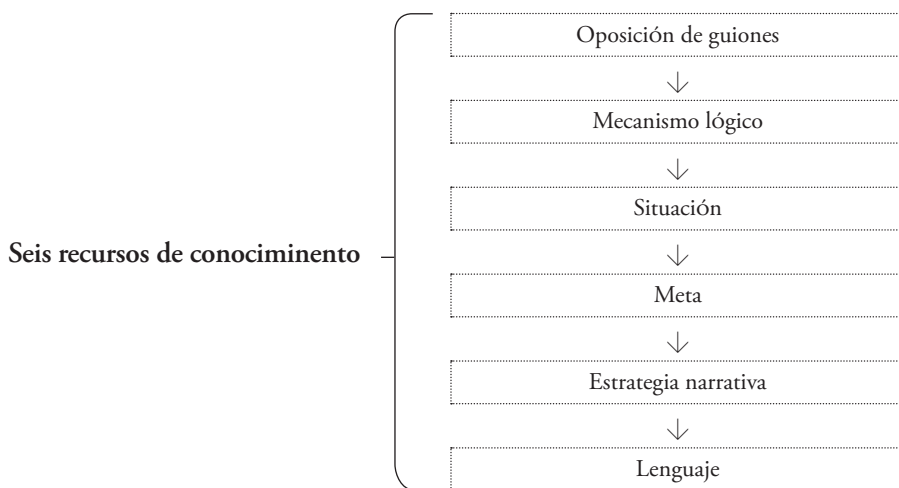 Oposición de guiones
Mecanismo lógico
Situación
Seis recursos de conociminento
Meta
Estrategia narrativa
Lenguaje